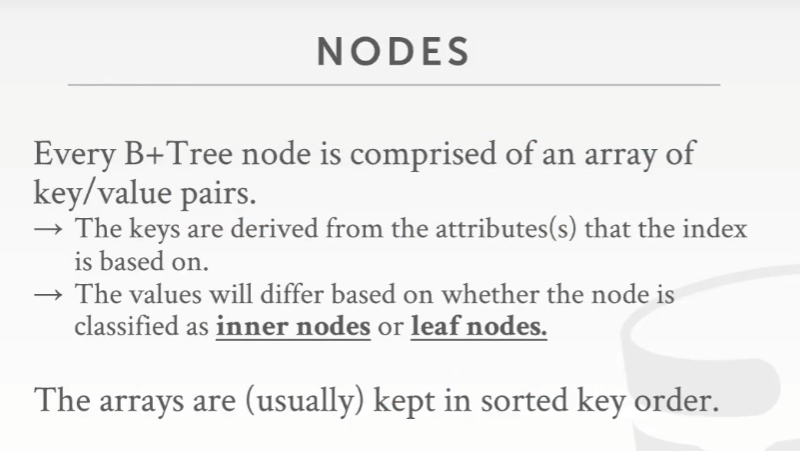 NODES
Every B+Tree node is comprised of an array of
key/value pairs.
→ The keys are derived from the attributes(s) that the index
is based on.
→ The values will differ based on whether the node is
classified as inner nodes or leaf nodes.
The arrays are (usually) kept in sorted key order.